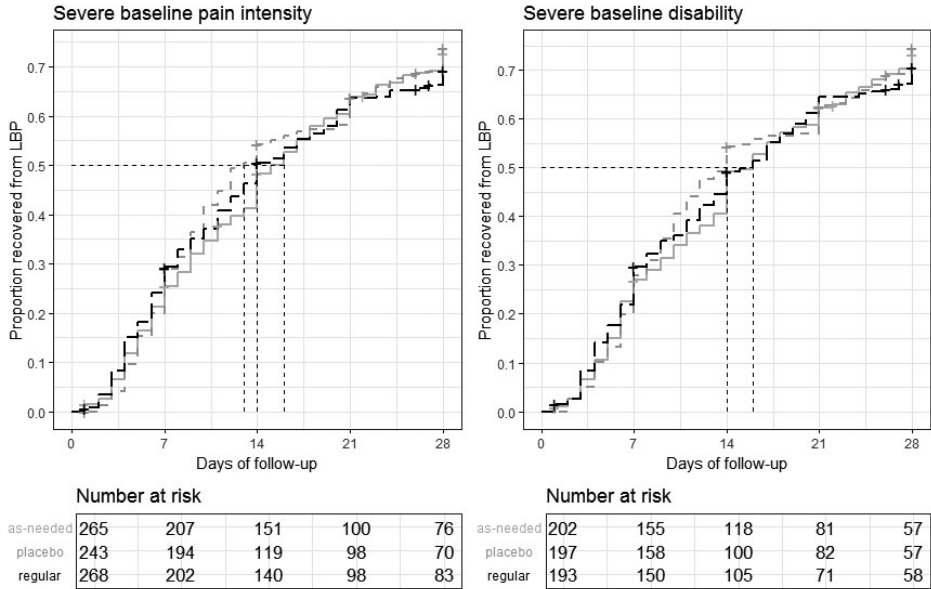 Severe baseline pain intensity
Proportion recovered from LBP
0.7
0.6
0.5
0.4
0.3
0.2
0.1
0.0
0 7 14 21 28
Days of follow-up
Number at risk
as-needed 265 207 151 100 76
placebo 243 194 119 98 70
regular 268 202 140 98 83
Severe baseline disability
Proportion recovered from LBP
0.7
0.6
0.5
0.4
0.3
0.2
0.1
0.0
0 7 14 21 28
Days of follow-up
Number at risk
as-needed 202 155 118 81 57
placebo 197 158 100 82 57
regular 193 150 105 71 58